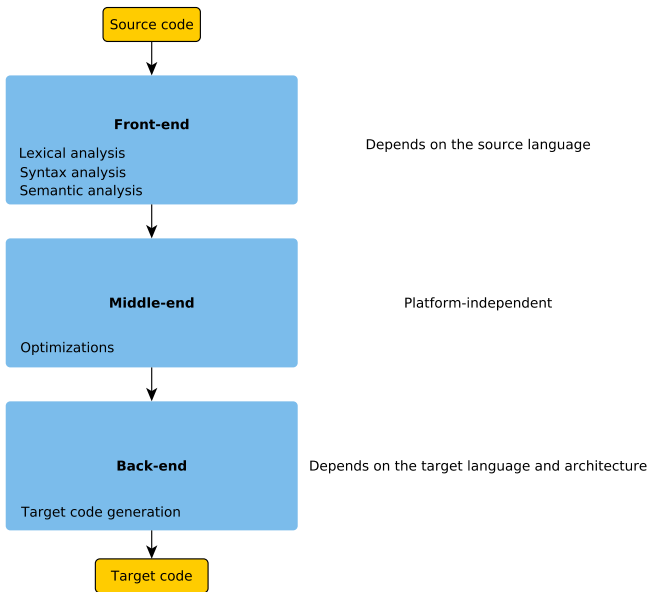 Source code
Front-end
Lexical analysis
Syntax analysis
Semantic analysis
Depends on the source language
Middle-end
Optimizations
Platform-independent
Back-end
Target code generation
Depends on the target language and architecture
Target code